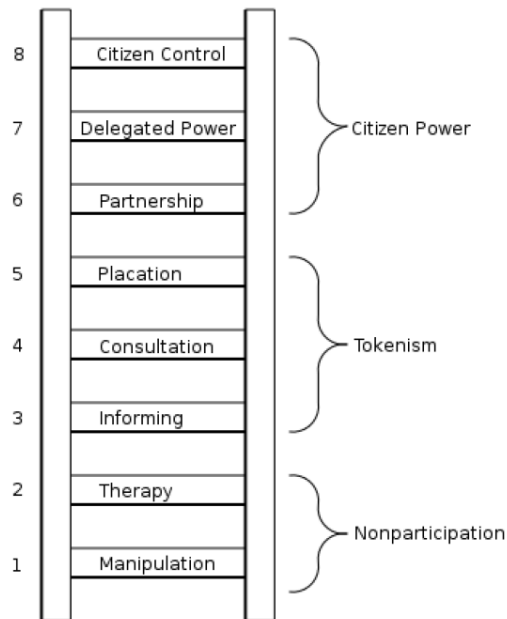 8 Citizen Control
7 Delegated Power
Citizen Power
6 Partnership
5 Placation
4 Consultation
Tokenism
3 Informing
2 Therapy
Nonparticipation
1 Manipulation